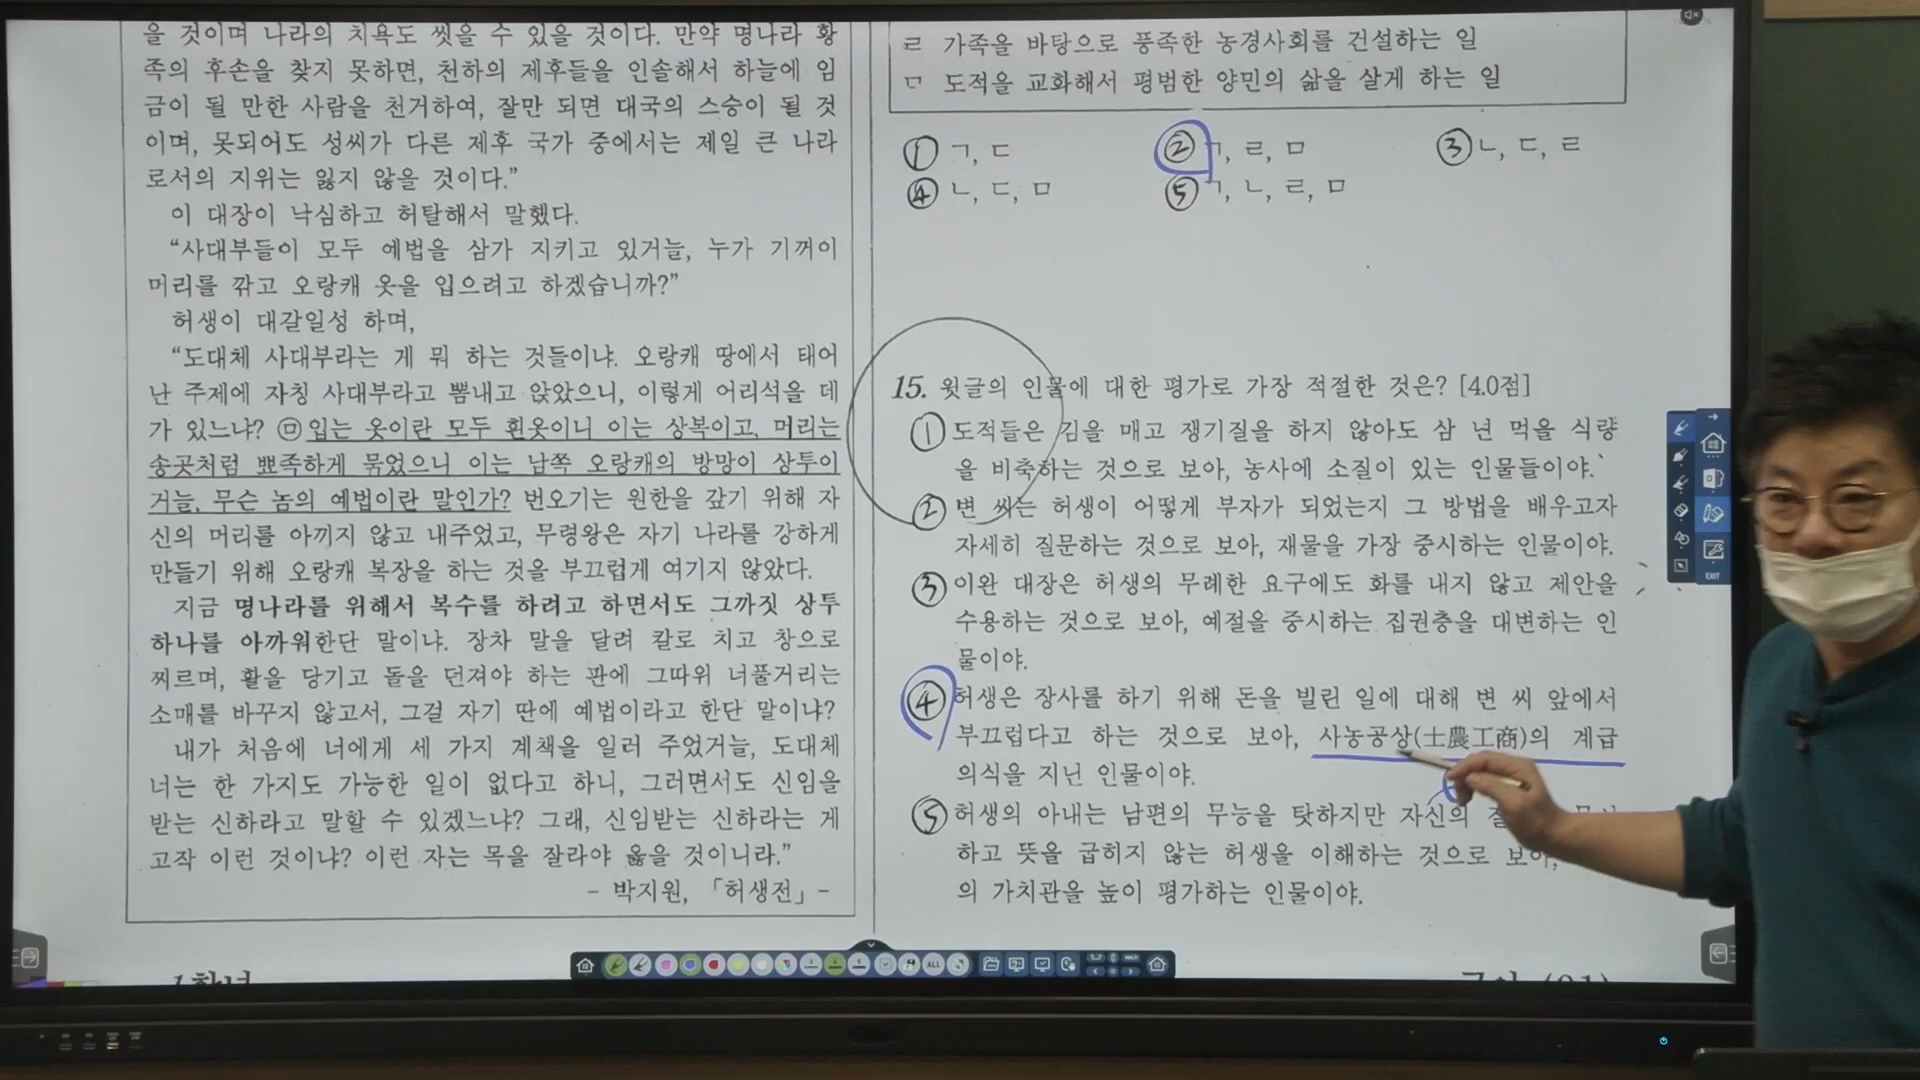 을 것이며 나라의 치욕도 씻을 수 있을 것이다. 만약 명나라 황
족의 후손을 찾지 못하면, 천하의 제후들을 인솔해서 하늘에 임
금이 될 만한 사람을 천거하여, 잘만 되면 대국의 스승이 될 것
이며, 못되어도 성씨가 다른 제후 국가 중에서는 제일 큰 나라
로서의 지위는 잃지 않을 것이다.”
이 대장이 낙심하고 허탈해서 말했다.
“사대부들이 모두 예법을 삼가 지키고 있거늘, 누가 기꺼이
머리를 깎고 오랑캐 옷을 입으려고 하겠습니까?”
허생이 대갈일성 하며,
“도대체 사대부라는 게 뭐 하는 것들이냐. 오랑캐 땅에서 태어
난 주제에 자칭 사대부라고 뽐내고 앉았으니, 이렇게 어리석을 데
가 있느냐? ㉤입는 옷이란 모두 흰옷이니 이는 상복이고, 머리는
송곳처럼 뾰족하게 묶었으니 이는 남쪽 오랑캐의 방망이 상투이
거늘, 무슨 놈의 예법이란 말인가? 번오기는 원한을 갚기 위해 자
신의 머리를 아끼지 않고 내주었고, 무령왕은 자기 나라를 강하게
만들기 위해 오랑캐 복장을 하는 것을 부끄럽게 여기지 않았다.
지금 명나라를 위해서 복수를 하려고 하면서도 그까짓 상투
하나를 아까워한단 말이냐. 장차 말을 달려 칼로 치고 창으로
찌르며, 활을 당기고 돌을 던져야 하는 판에 그따위 너풀거리는
소매를 바꾸지 않고서, 그걸 자기 딴에 예법이라고 한단 말이냐?
내가 처음에 너에게 세 가지 계책을 일러 주었거늘, 도대체
너는 한 가지도 가능한 일이 없다고 하니, 그러면서도 신임을
받는 신하라고 말할 수 있겠느냐? 그래, 신임받는 신하라는 게
고작 이런 것이냐? 이런 자는 목을 잘라야 옳을 것이니라.”
- 박지원, 「허생전」 -
1학년
ㄹ 가족을 바탕으로 풍족한 농경사회를 건설하는 일
ㅁ 도적을 교화해서 평범한 양민의 삶을 살게 하는 일
① ㄱ, ㄷ ② ㄱ, ㄹ, ㅁ ③ ㄴ, ㄷ, ㄹ
④ ㄴ, ㄷ, ㅁ ⑤ ㄱ, ㄴ, ㄹ, ㅁ
15. 윗글의 인물에 대한 평가로 가장 적절한 것은? [4.0점]
① 도적들은 김을 매고 쟁기질을 하지 않아도 삼 년 먹을 식량
을 비축하는 것으로 보아, 농사에 소질이 있는 인물들이야.
② 변 씨는 허생이 어떻게 부자가 되었는지 그 방법을 배우고자
자세히 질문하는 것으로 보아, 재물을 가장 중시하는 인물이야.
③ 이완 대장은 허생의 무례한 요구에도 화를 내지 않고 제안을
수용하는 것으로 보아, 예절을 중시하는 집권층을 대변하는 인
물이야.
④ 허생은 장사를 하기 위해 돈을 빌린 일에 대해 변 씨 앞에서
부끄럽다고 하는 것으로 보아, 사농공상(士農工商)의 계급
의식을 지닌 인물이야.
⑤ 허생의 아내는 남편의 무능을 탓하지만 자신의
하고 뜻을 굽히지 않는 허생을 이해하는 것으로 보아,
의 가치관을 높이 평가하는 인물이야.
EXIT
ALL